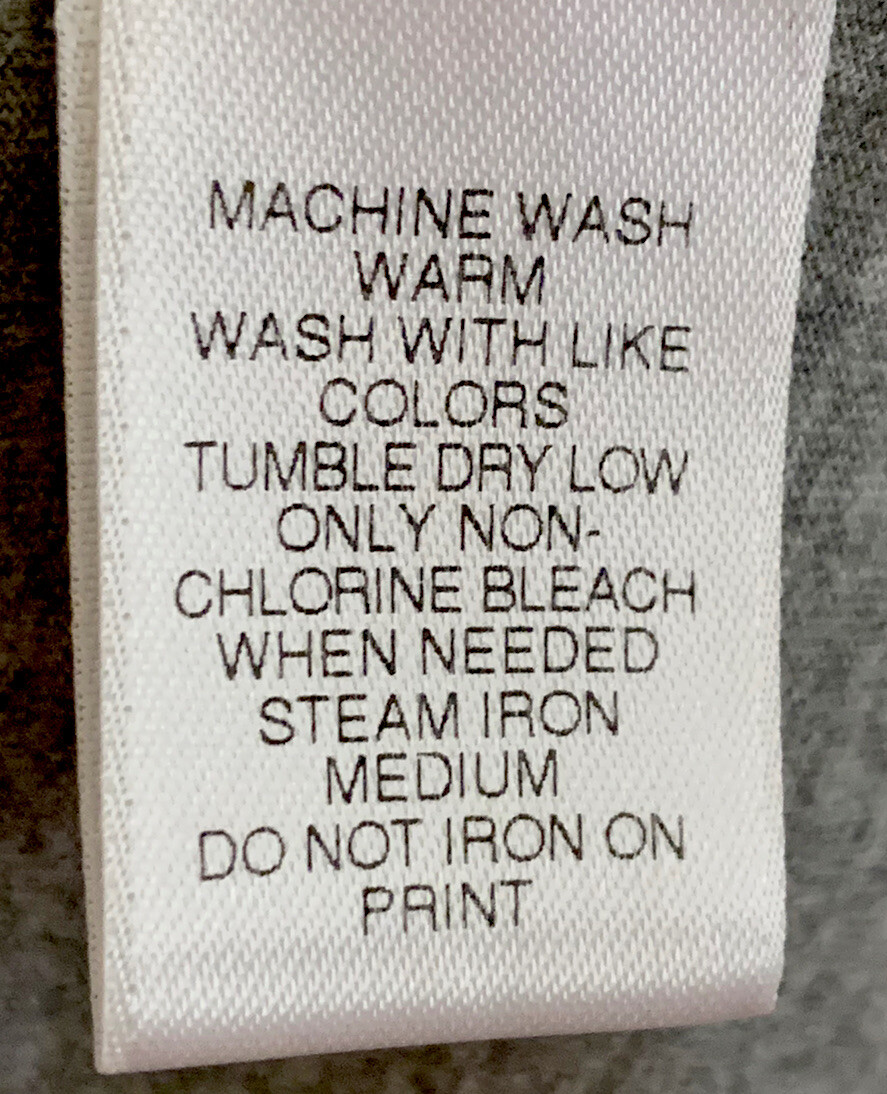 MACHINE WASH
WARM
WASH WITH LIKE
COLORS
TUMBLE DRY LOW
ONLY NON-
CHLORINE BLEACH
WHEN NEEDED
STEAM IRON
MEDIUM
DO NOT IRON ON
PRINT